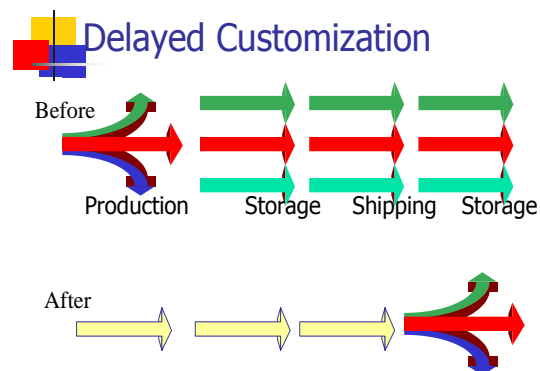 Delayed Customization
Before
Production Storage Shipping Storage
After